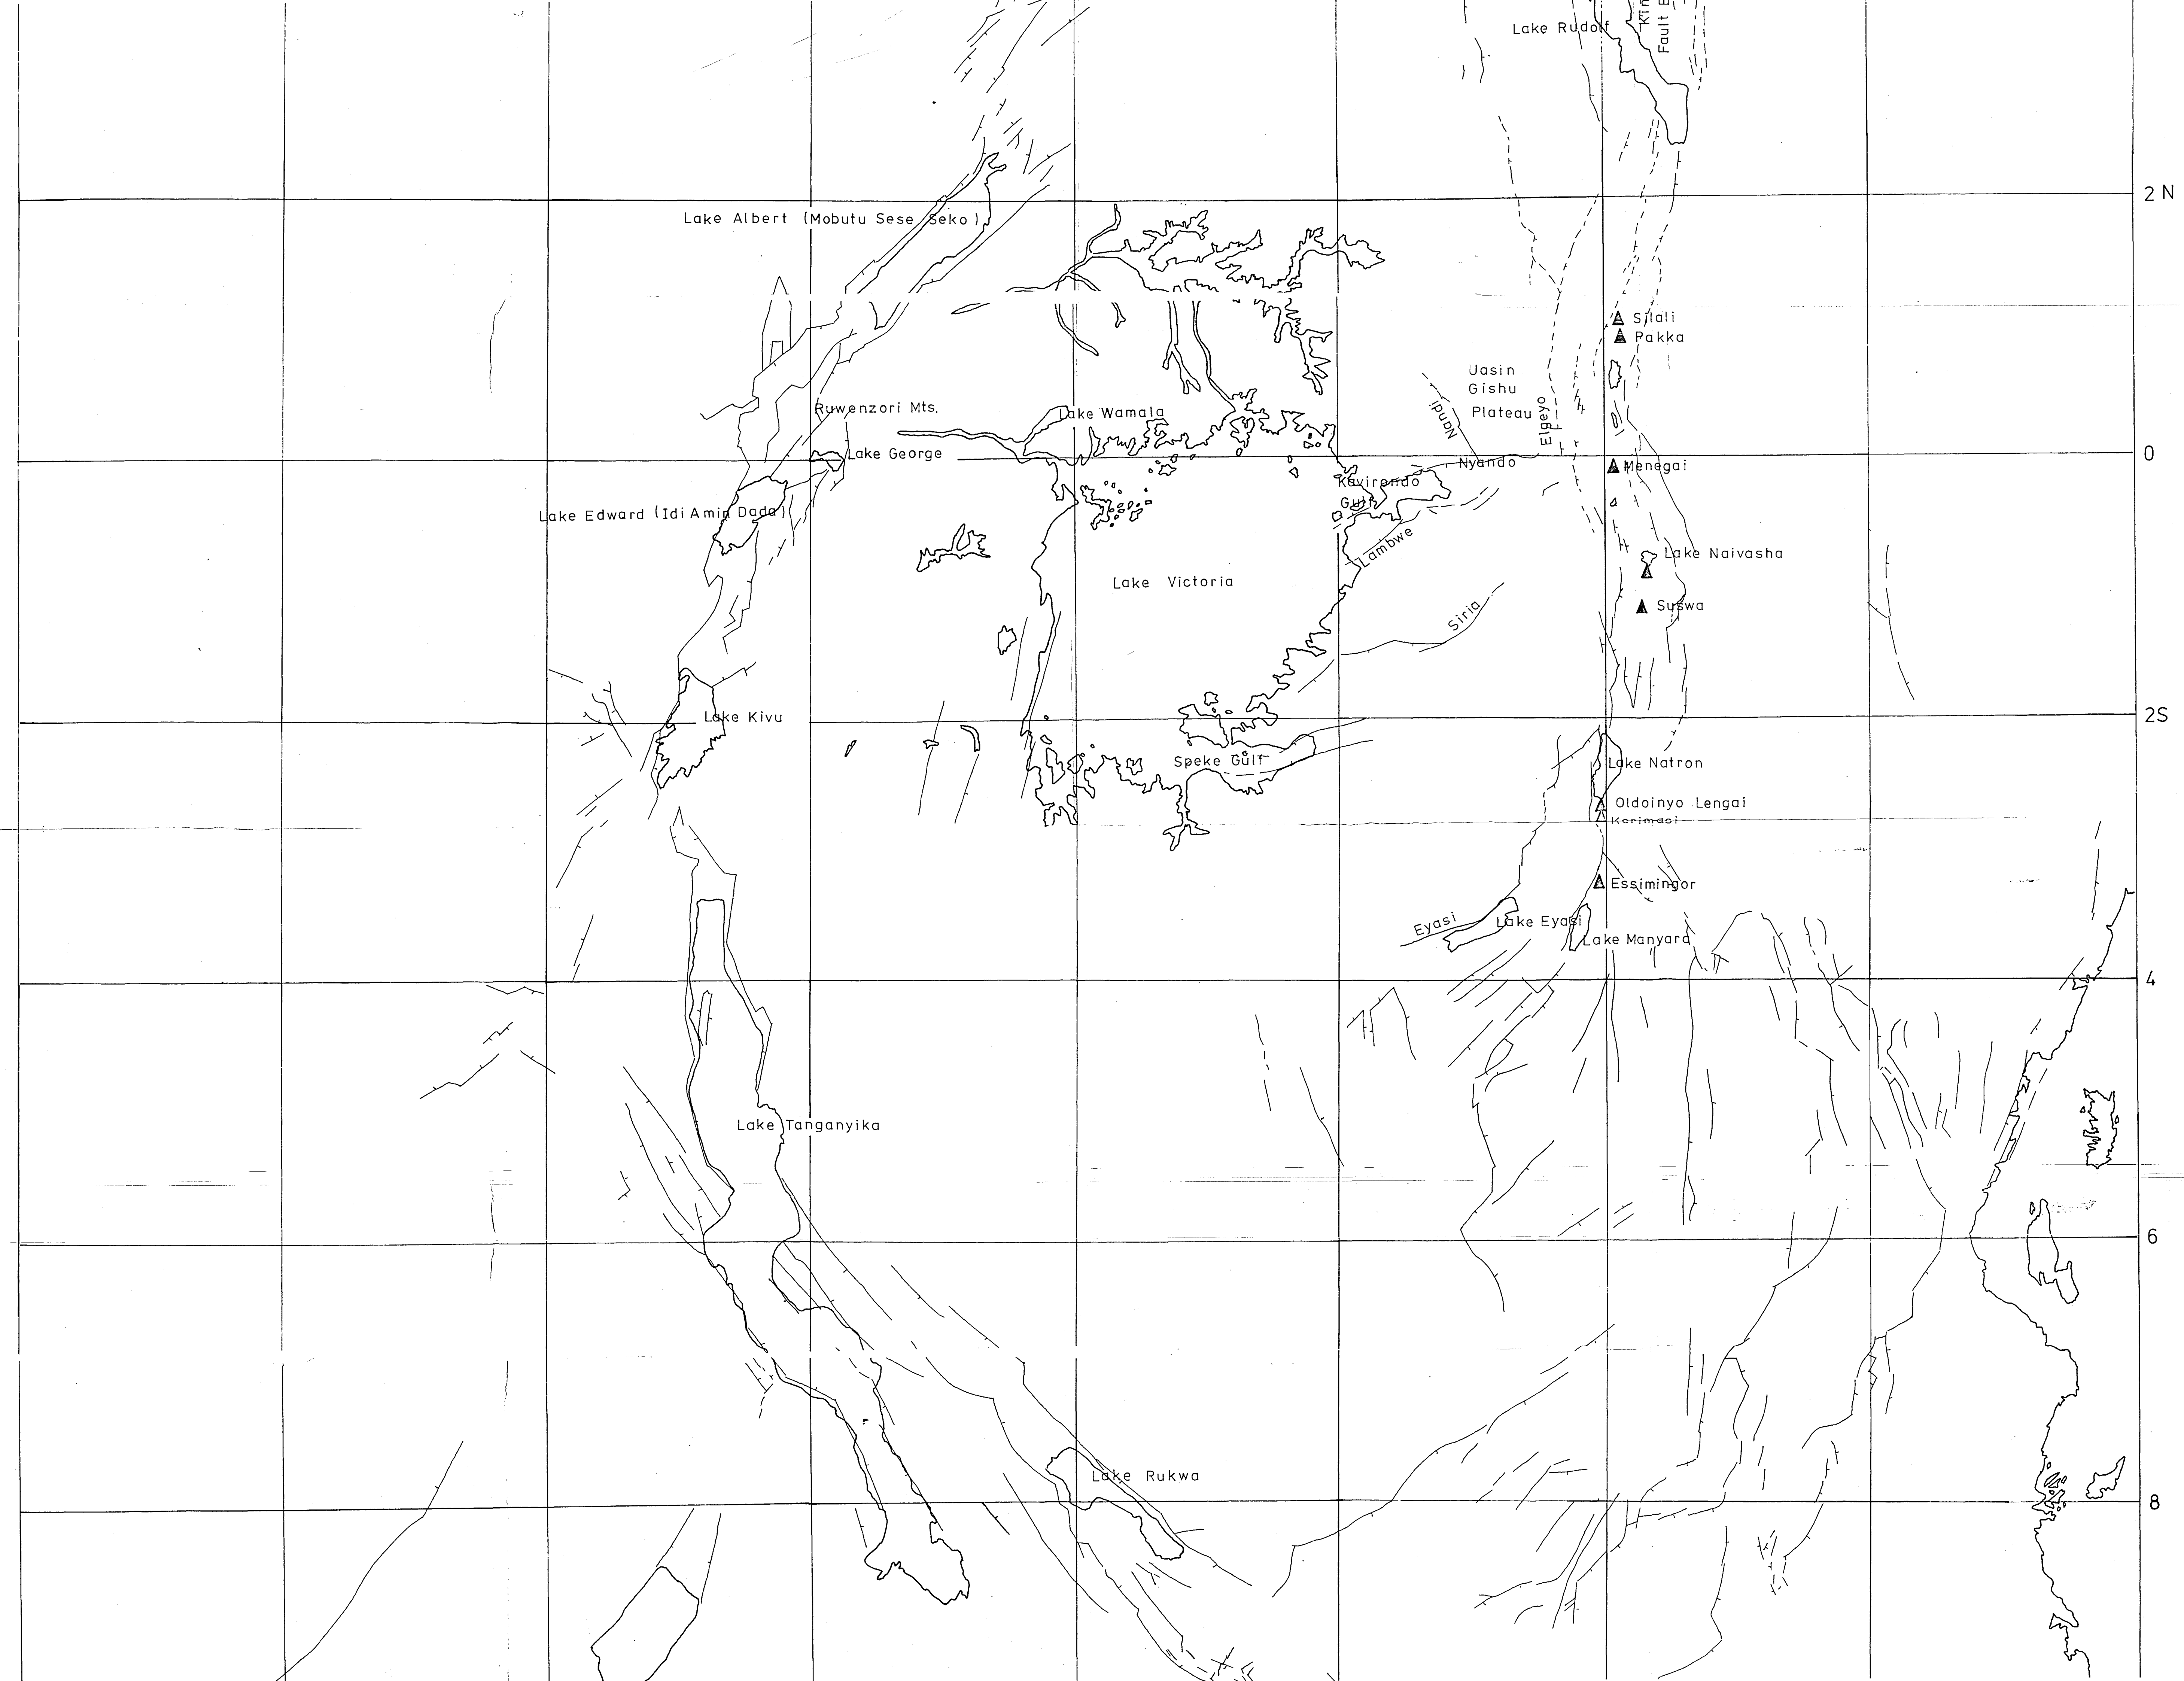 Lake Rudolf
Kin
Fault B
2 N
Lake Albert (Mobutu Sese Seko)
Silali
Pakka
Uasin
Gishu
Plateau
Nandi
Elgeyo
Ruwenzori Mts.
Lake Wamala
Lake George
Nyando
Menegai
0
Kavirondo
Gulf
Lake Edward (Idi Amin Dada)
Lambwe
Lake Naivasha
Lake Victoria
Siria
Suswa
Lake Kivu
2S
Speke Gulf
Lake Natron
Oldoinyo Lengai
Kerimasi
Essimingor
Eyasi
Lake Eyasi
Lake Manyara
4
Lake Tanganyika
6
Lake Rukwa
8